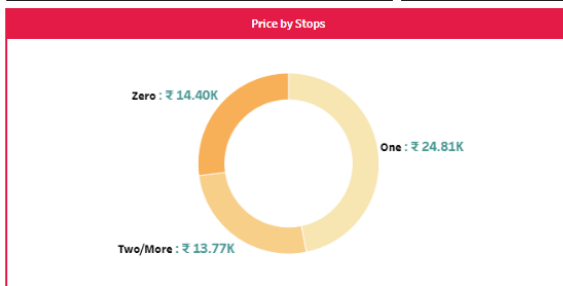 Price by Stops
Zero : ₹ 14.40K
One : ₹ 24.81K
Two/More : ₹ 13.77K